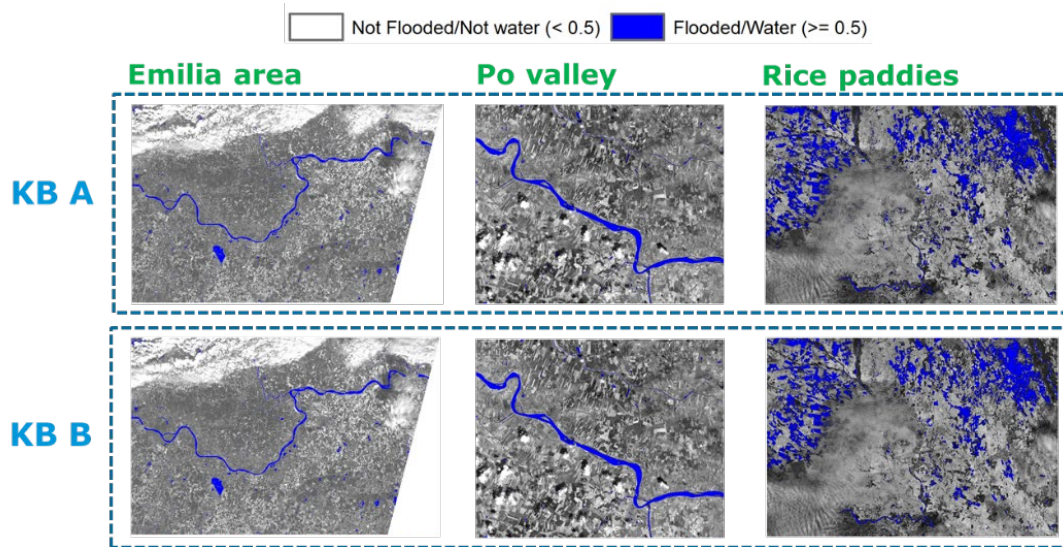 Not Flooded/Not water (< 0.5) Flooded/Water (>= 0.5)
Emilia area Po valley Rice paddies
KB A
KB B